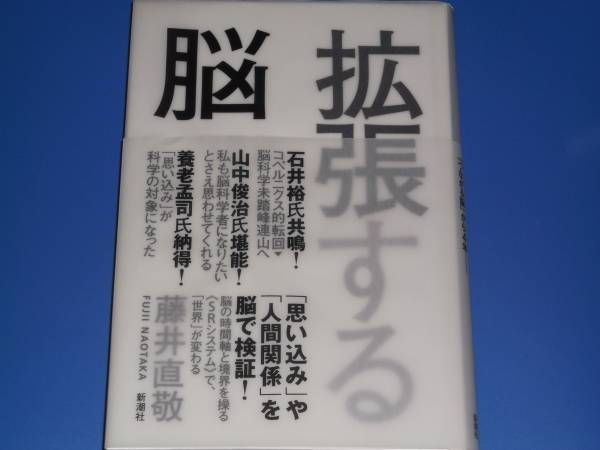 拡張する
脳
石井裕氏共鳴!
コペルニクス的転回▼
脳科学未踏峰連山へ
山中俊治氏堪能!
私も脳科学者になりたい
とさえ思わせてくれる
養老孟司氏納得!
「思い込み」が
科学の対象になった
「思い込み」や
「人間関係」を
脳で検証!
脳の時間軸と境界を操る
〈SRシステム〉で、
「世界」が変わる
藤井直敬
FUJII NAOTAKA
新潮社